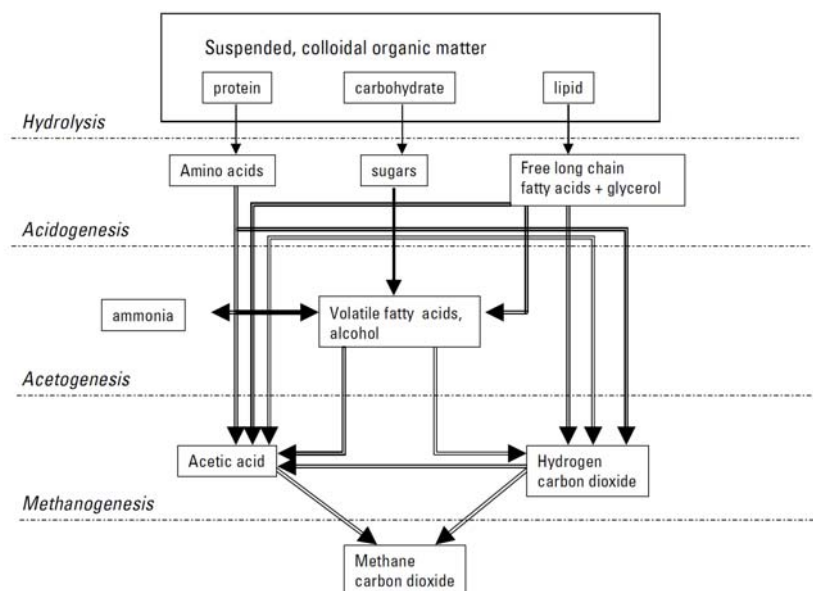 Suspended, colloidal organic matter
protein
carbohydrate
lipid
Hydrolysis
Amino acids
sugars
Free long chain
fatty acids + glycerol
Acidogenesis
ammonia
Volatile fatty acids,
alcohol
Acetogenesis
Acetic acid
Hydrogen
carbon dioxide
Methanogenesis
Methane
carbon dioxide